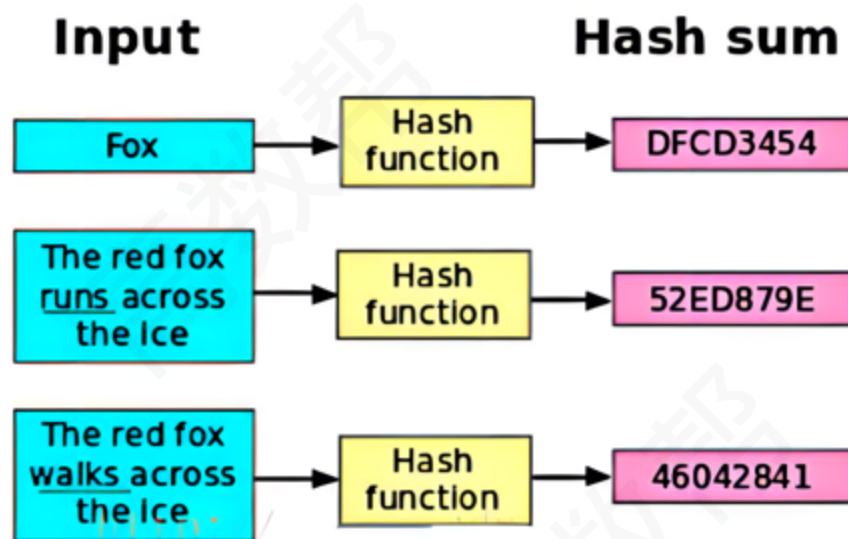 Input
Hash sum
Fox
Hash
function
DFCD3454
The red fox
runs across
the Ice
Hash
function
52ED879E
The red fox
walks across
the Ice
Hash
function
46042841